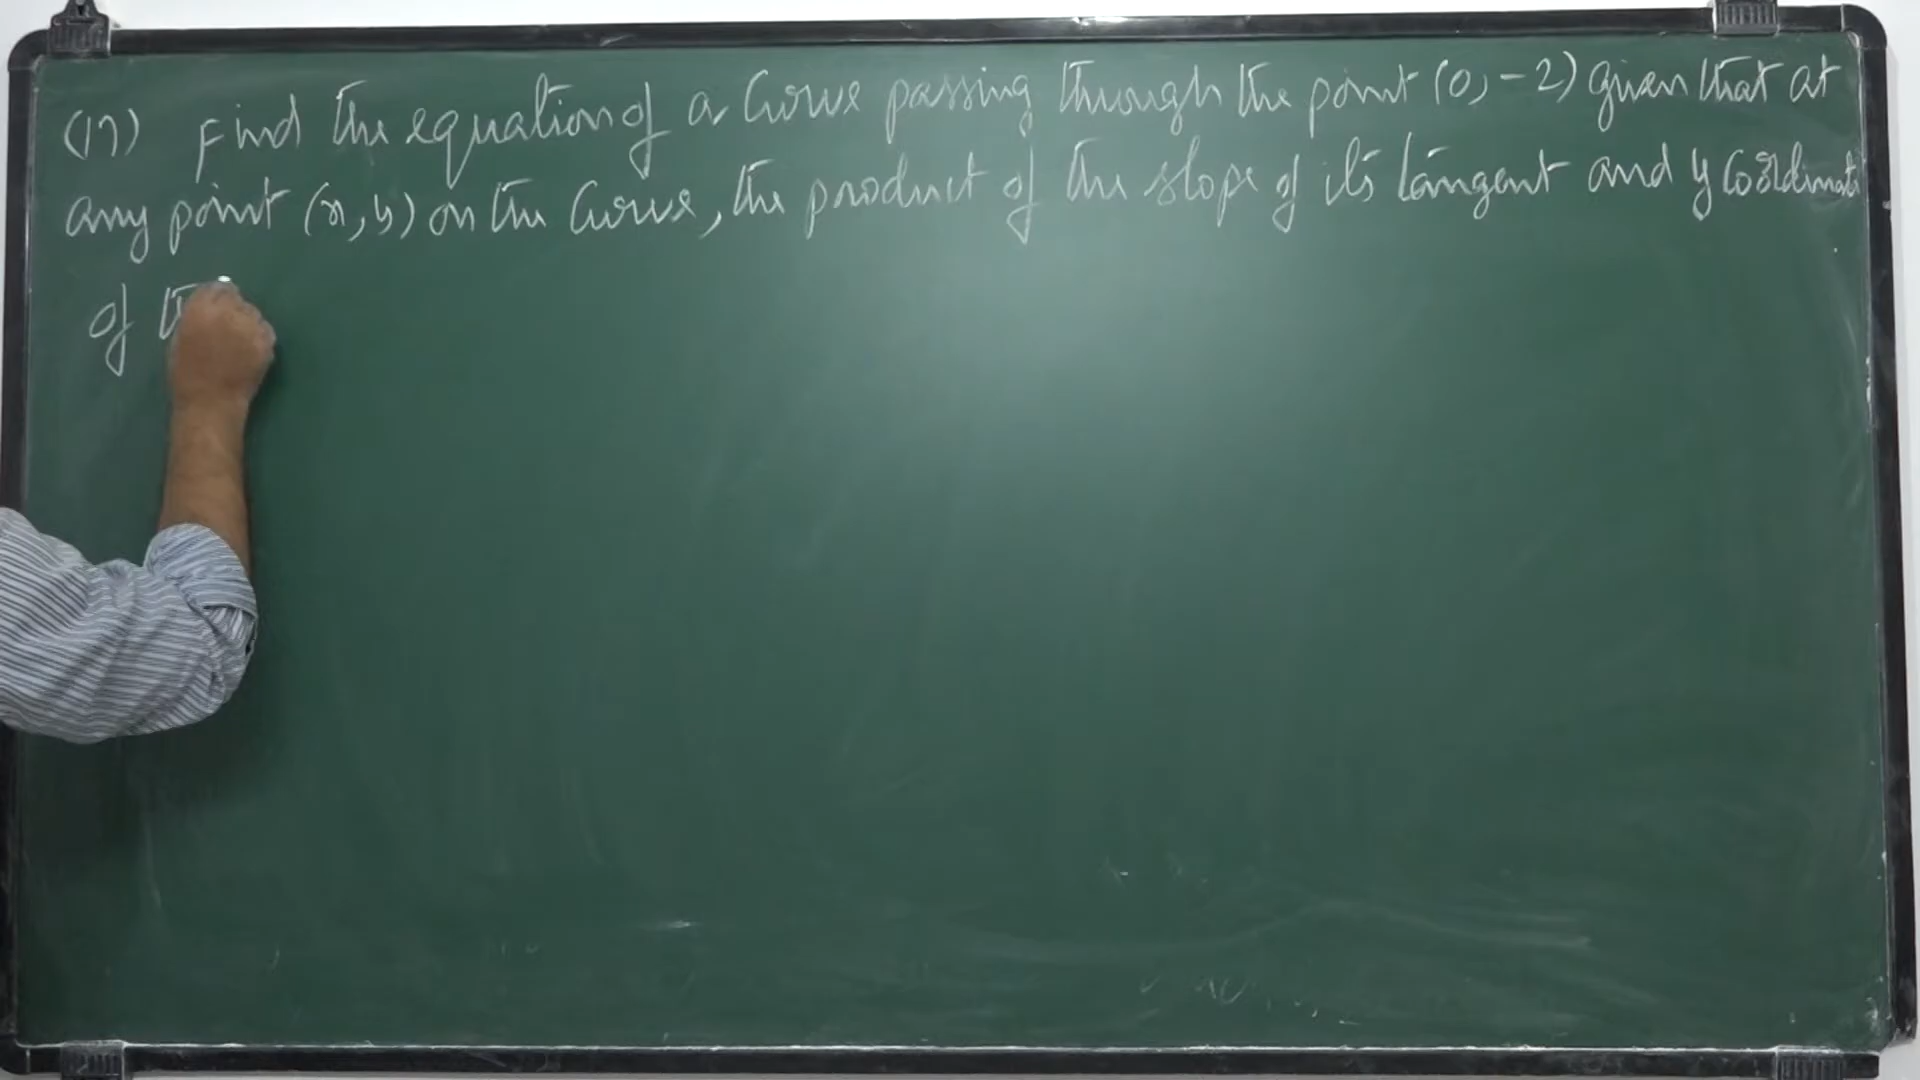 (17) Find the equation of a curve passing through the point (0, -2) given that at
any point (x, y) on the curve, the product of the slope of its tangent and y coordinate
of